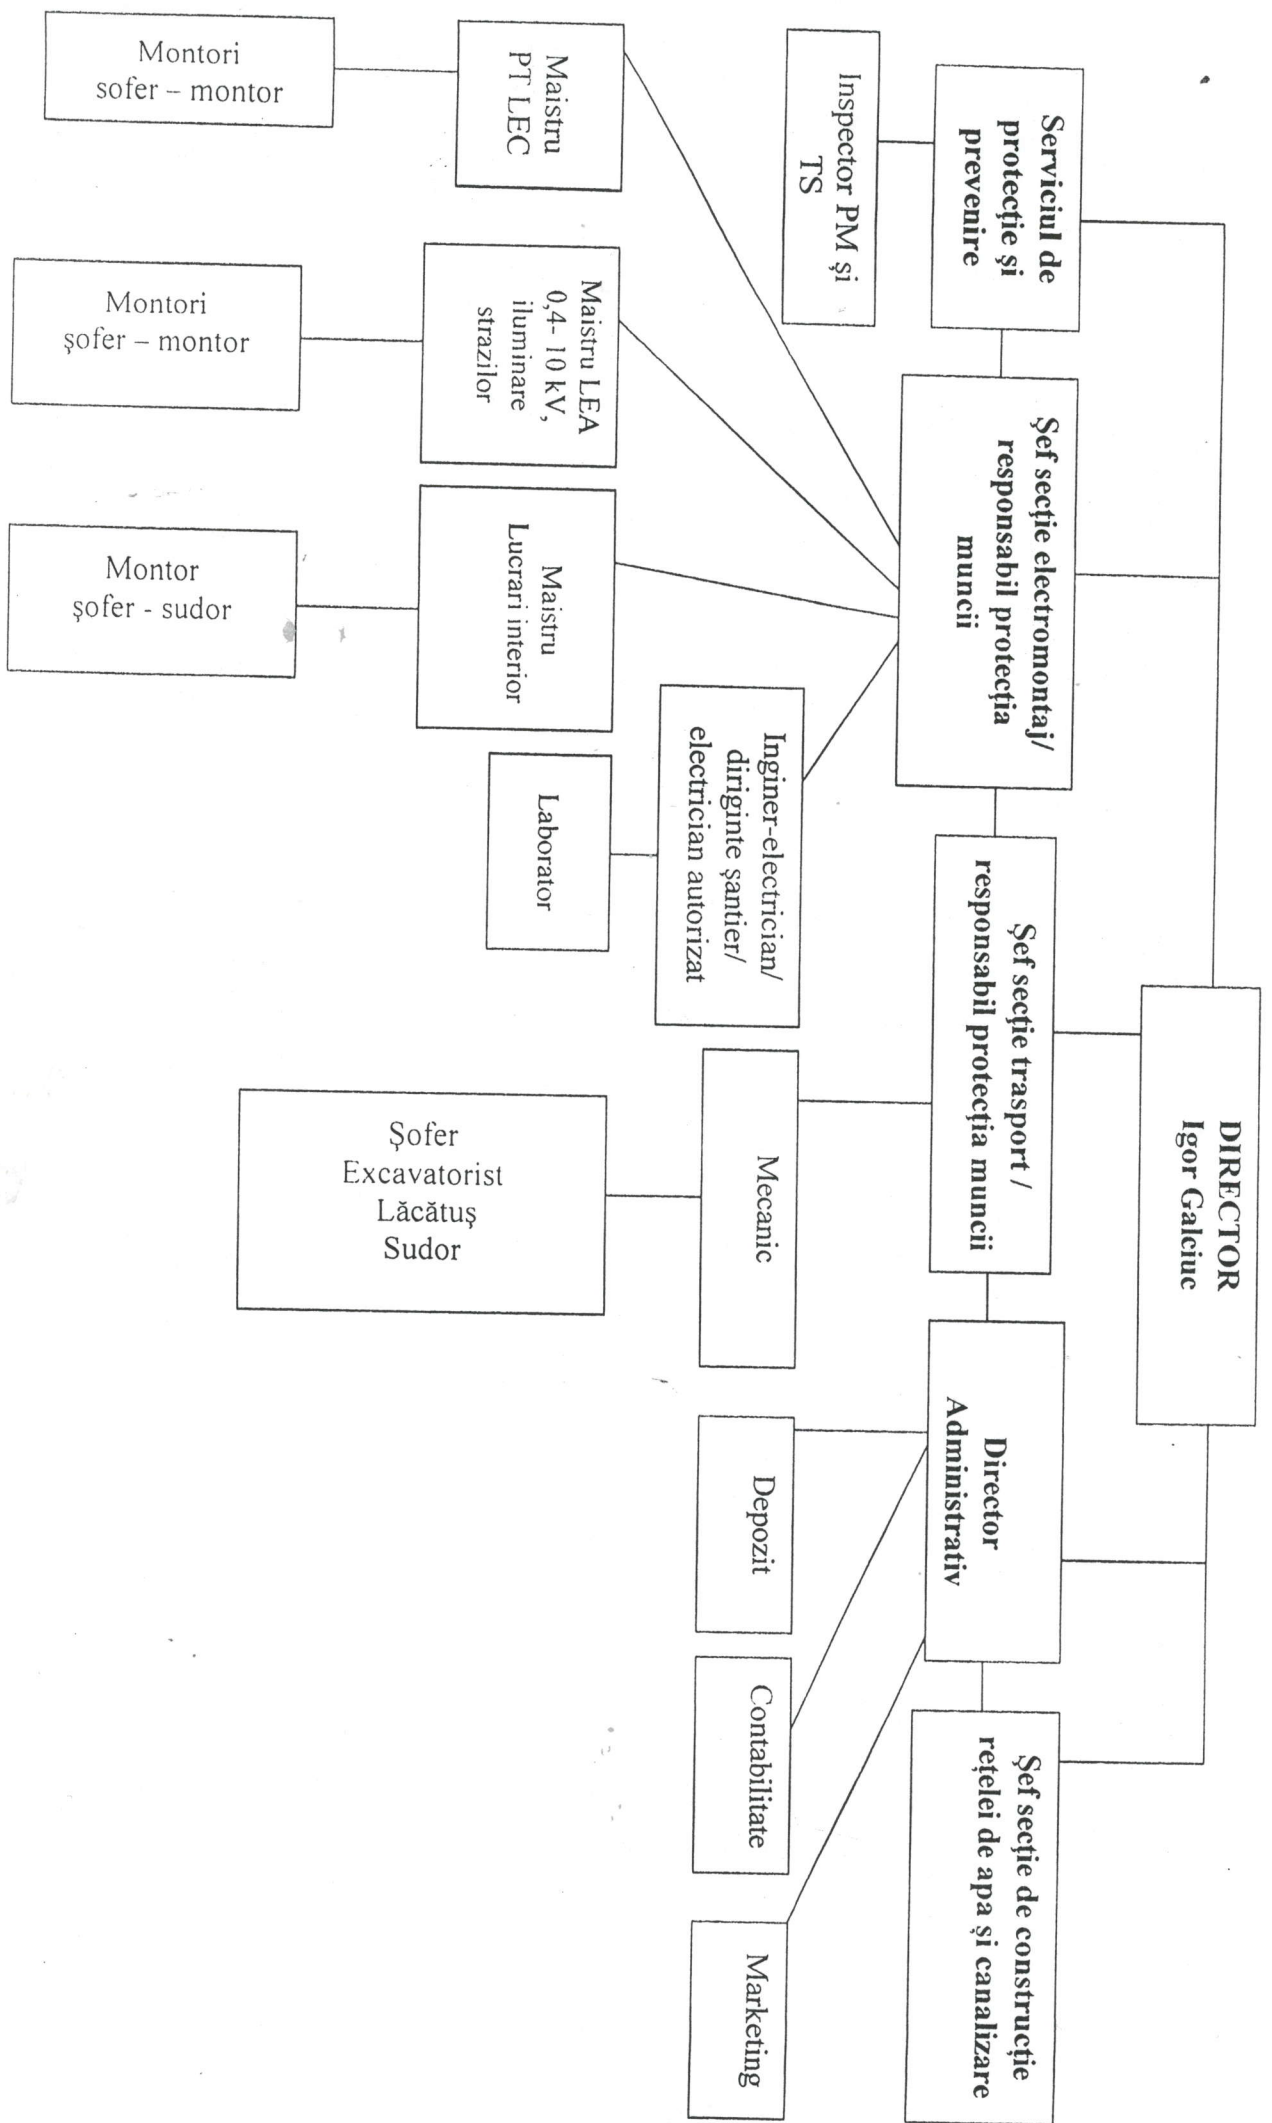 DIRECTOR
Igor Galciuc
Serviciul de
protecție și
prevenire
Șef secție electromontaj/
responsabil protecția
muncii
Șef secție trasport /
responsabil protecția muncii
Director
Administrativ
Șef secție de construcție
rețelei de apa și canalizare
Inspector PM și
TS
Inginer-electrician/
diriginte șantier/
electrician autorizat
Mecanic
Depozit
Contabilitate
Marketing
Maistru
PT LEC
Maistru LEA
0,4- 10 kV,
iluminare
strazilor
Maistru
Lucrari interior
Laborator
Montori
sofer – montor
Montori
șofer – montor
Montor
șofer - sudor
Șofer
Excavatorist
Lăcătuș
Sudor